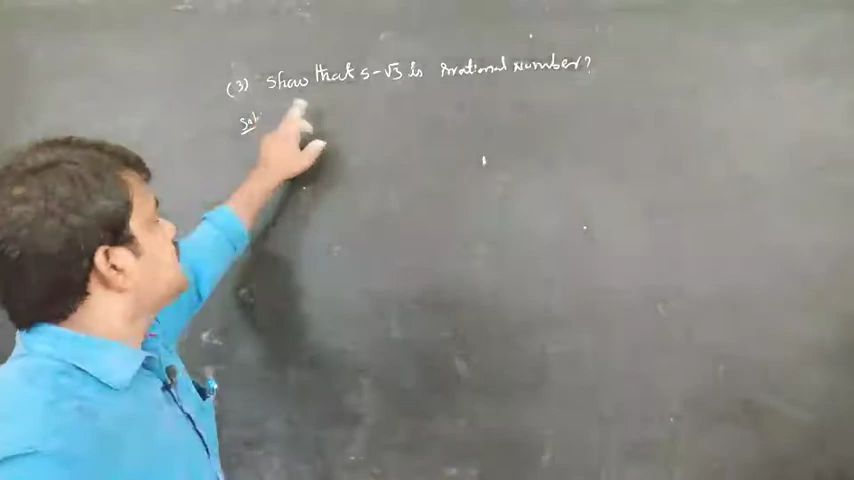 (3) Show that 5-√3 is irrational number?
Sol: